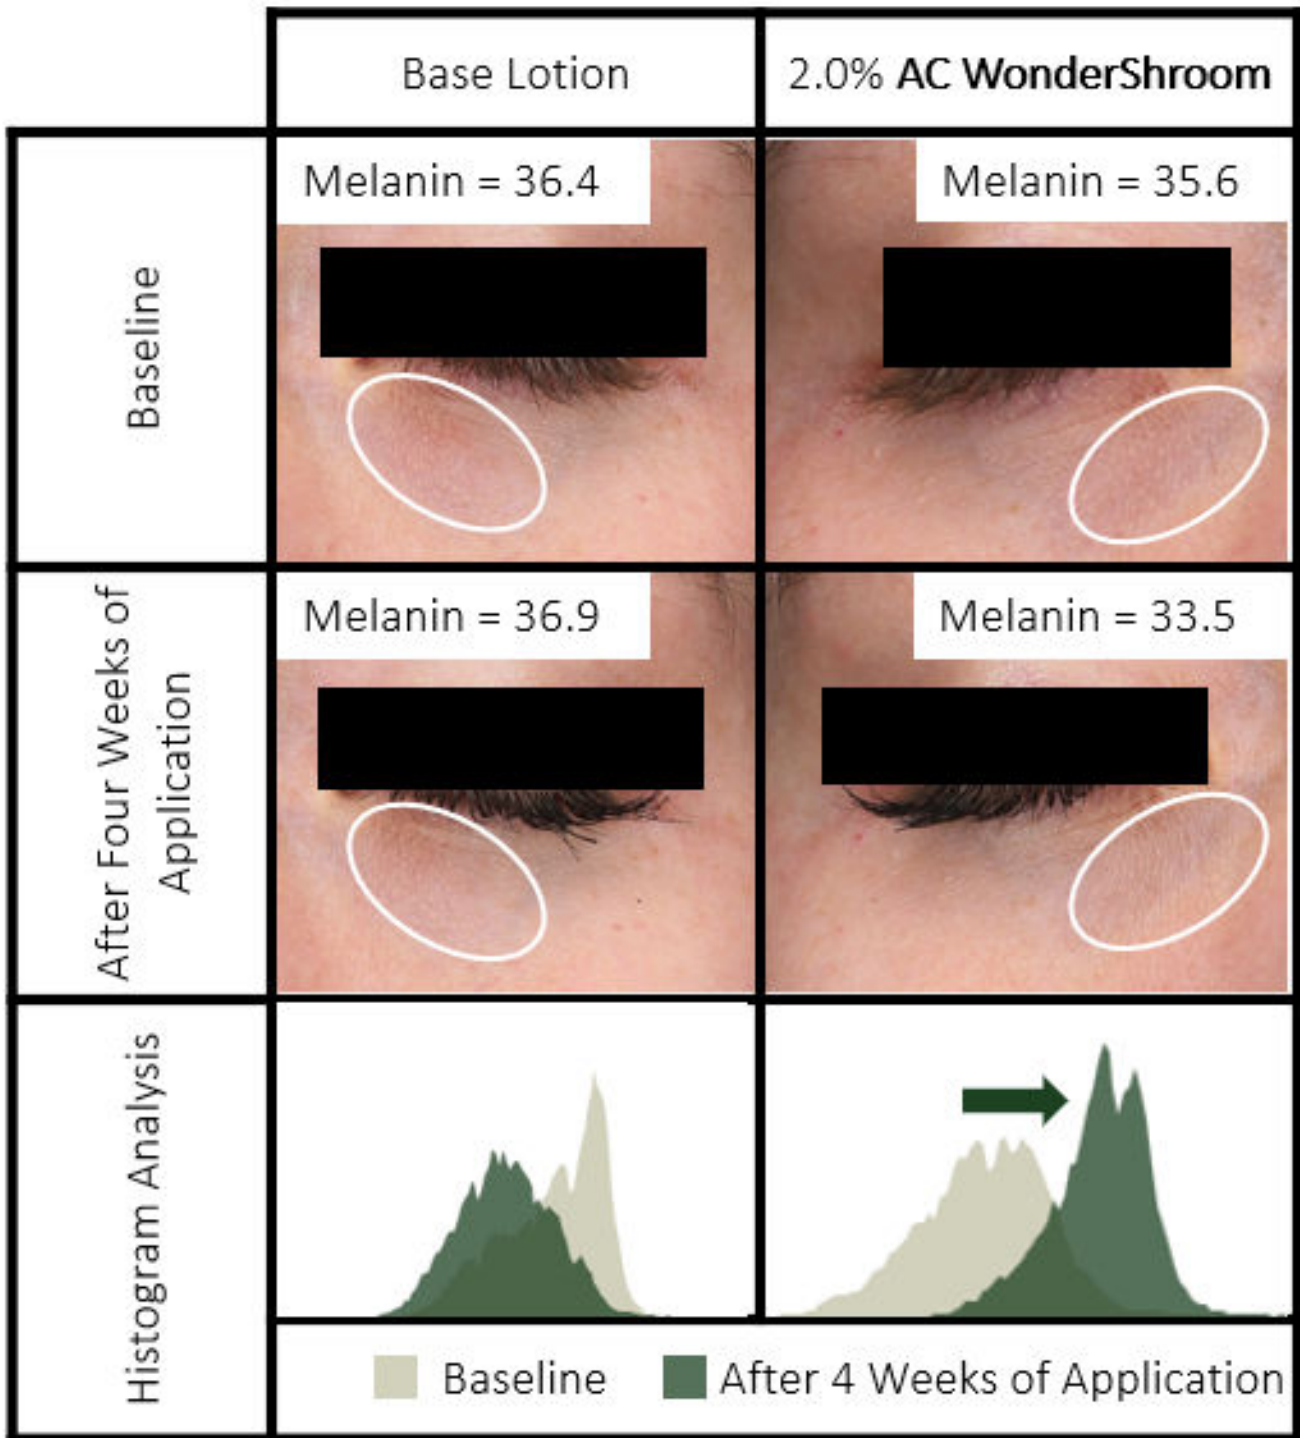 Base Lotion
2.0% AC WonderShroom
Baseline
Melanin = 36.4
Melanin = 35.6
After Four Weeks of
Application
Melanin = 36.9
Melanin = 33.5
Histogram Analysis
Baseline
After 4 Weeks of Application